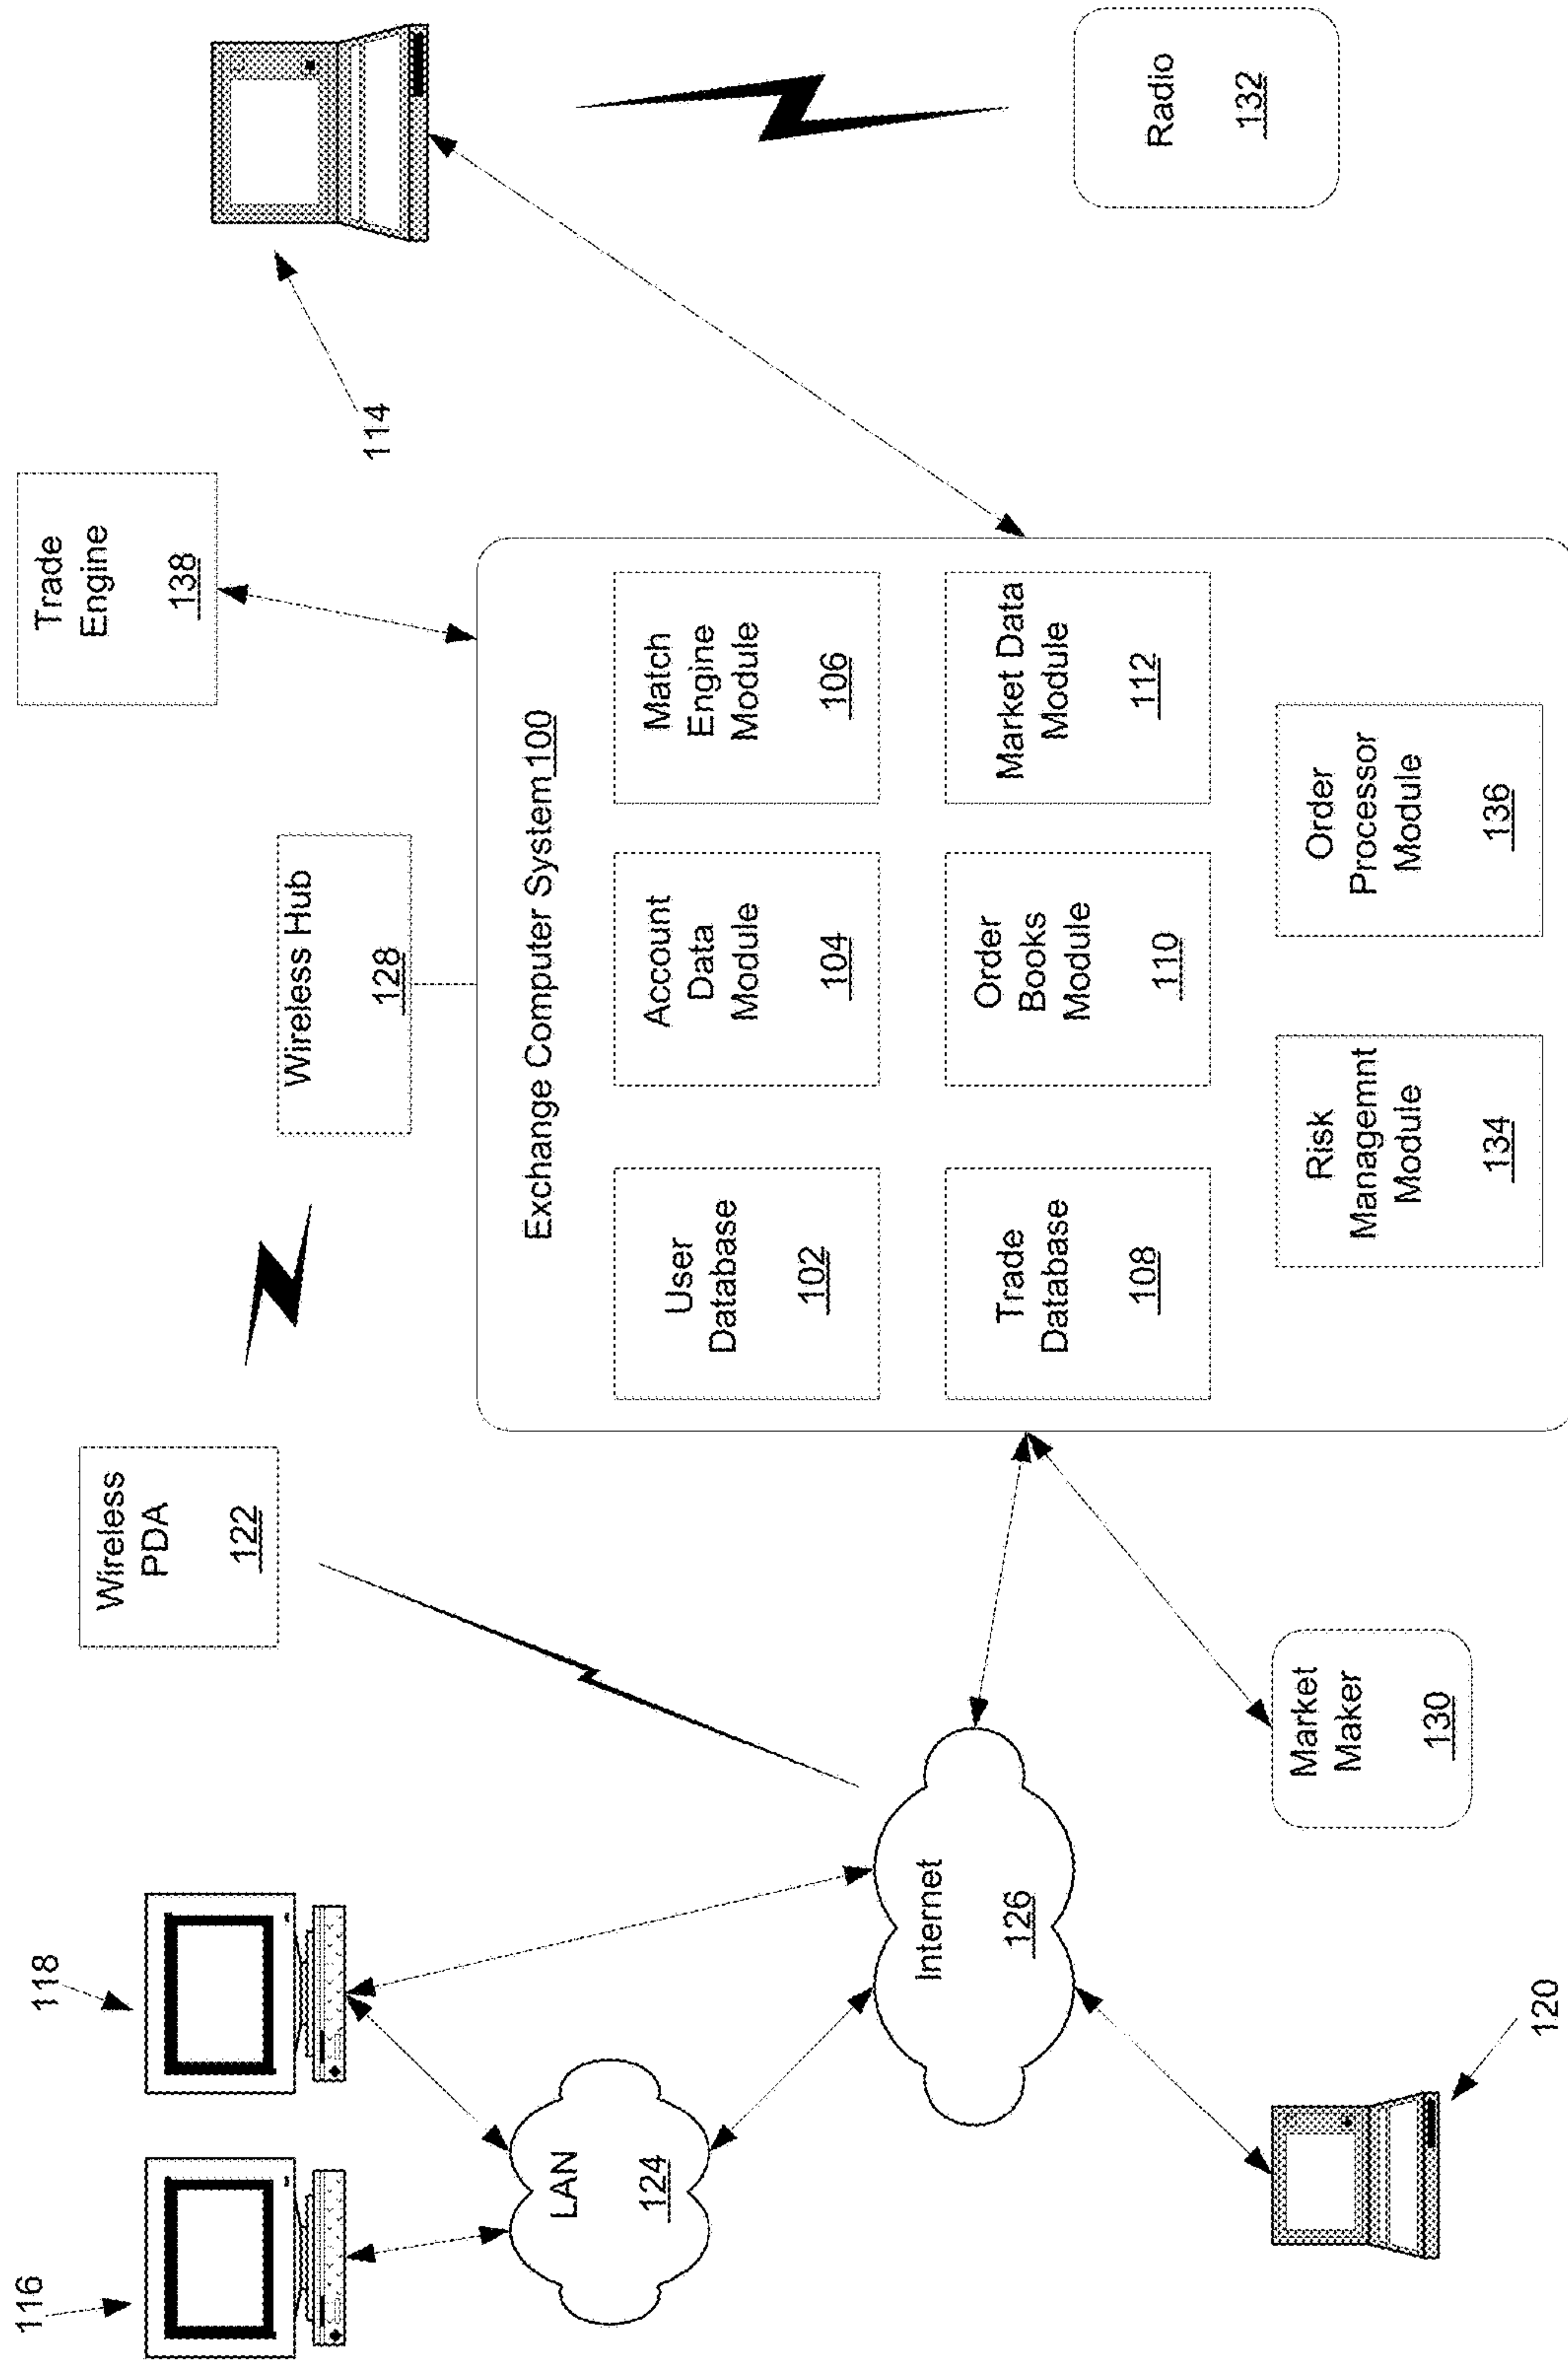 116
118
Wireless
PDA
122
Wireless Hub
128
Trade
Engine
138
114
LAN
124
Internet
126
120
Market
Maker
130
Exchange Computer System 100
User
Database
102
Account
Data
Module
104
Match
Engine
Module
106
Trade
Database
108
Order
Books
Module
110
Market Data
Module
112
Risk
Managemnt
Module
134
Order
Processor
Module
136
Radio
132